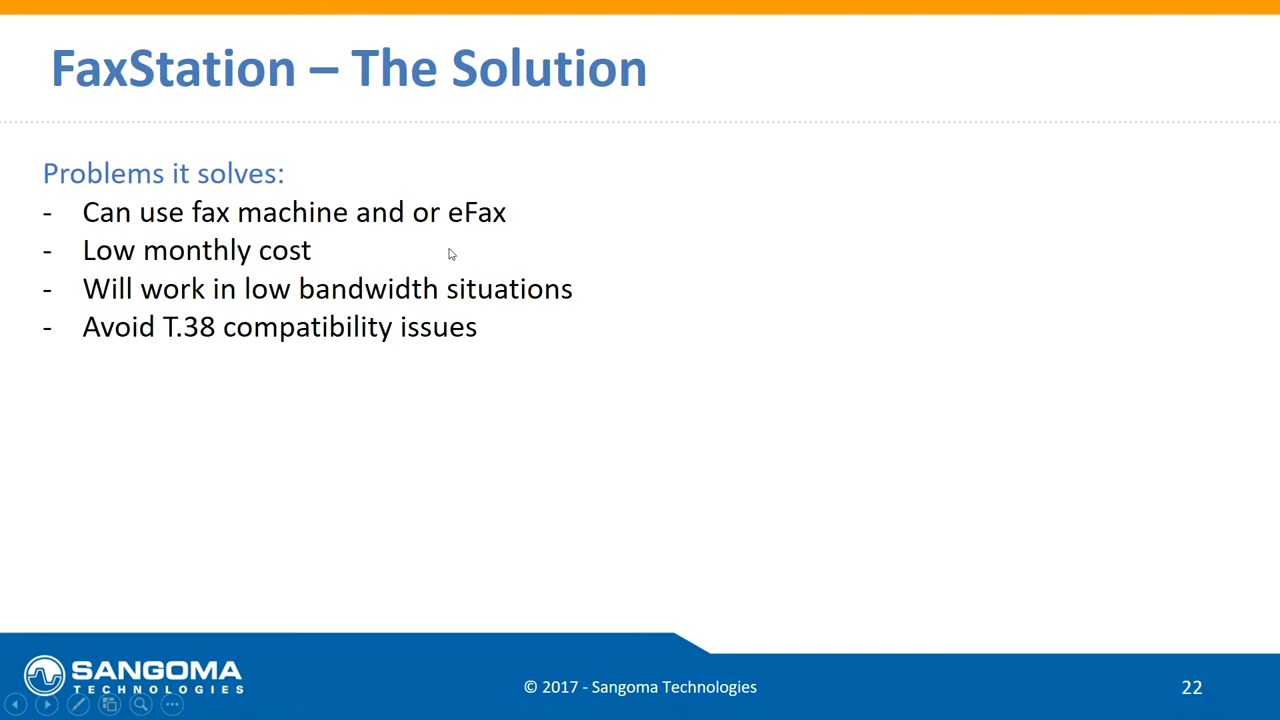 FaxStation – The Solution
Problems it solves:
- Can use fax machine and or eFax
- Low monthly cost
- Will work in low bandwidth situations
- Avoid T.38 compatibility issues
SANGOMA
TECHNOLOGIES
© 2017 - Sangoma Technologies
22